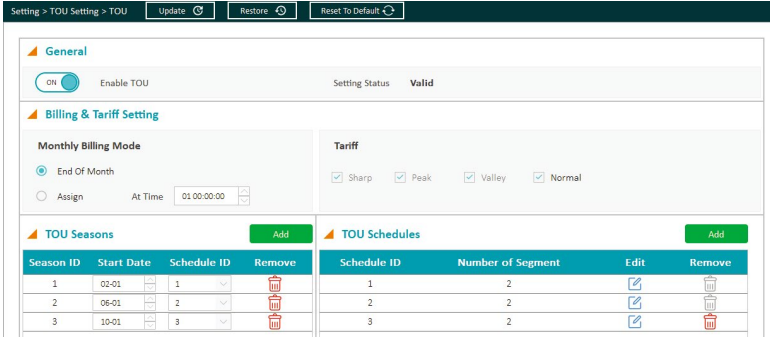 Setting > TOU Setting > TOU Update Restore Reset To Default
General
ON Enable TOU Setting Status Valid
Billing & Tariff Setting
Monthly Billing Mode Tariff
End Of Month Sharp Peak Valley Normal
Assign At Time 01 00:00:00
TOU Seasons Add TOU Schedules Add
Season ID Start Date Schedule ID Remove Schedule ID Number of Segment Edit Remove
1 02-01 1 1 2
2 06-01 2 2 2
3 10-01 3 3 2